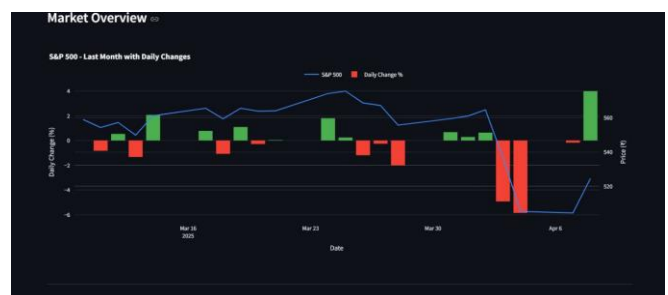 Market Overview
S&P 500 - Last Month with Daily Changes
S&P 500 Daily Change %
4
2
0
−2
−4
−6
Daily Change (%)
560
540
520
Price (₹)
Mar 16
2025
Mar 23
Mar 30
Apr 6
Date